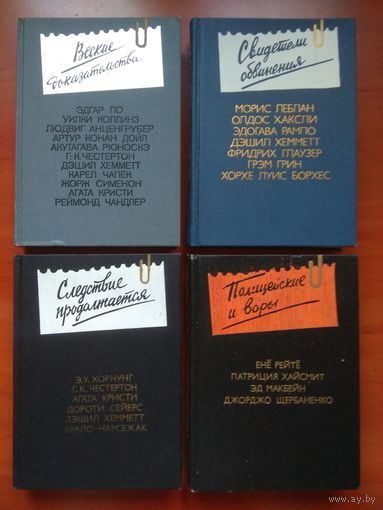 Веские
доказательства
ЭДГАР ПО
УИЛКИ КОЛЛИНЗ
ЛЮДВИГ АНЦЕНГРУБЕР
АРТУР КОНАН ДОЙЛ
АКУТАГАВА РЮНОСКЭ
Г.-К. ЧЕСТЕРТОН
ДЭШИЛ ХЕММЕТТ
КАРЕЛ ЧАПЕК
ЖОРЖ СИМЕНОН
АГАТА КРИСТИ
РЕЙМОНД ЧАНДЛЕР
Свидетели
обвинения
МОРИС ЛЕБЛАН
ОЛДОС ХАКСЛИ
ЭДОГАВА РАМПО
ДЭШИЛ ХЕММЕТТ
ФРИДРИХ ГЛАУЗЕР
ГРЭМ ГРИН
ХОРХЕ ЛУИС БОРХЕС
Следствие
продолжается
Э.У. ХОРНУНГ
Г.К. ЧЕСТЕРТОН
АГАТА КРИСТИ
ДОРОТИ СЕЙЕРС
ДЭШИЛ ХЕММЕТТ
БУАЛО-НАРСЕЖАК
Полицейские
и воры
ЕНЁ РЕЙТЁ
ПАТРИЦИЯ ХАЙСМИТ
ЭД МАКБЕЙН
ДЖОРДЖО ЩЕРБАНЕНКО
www.ay.by